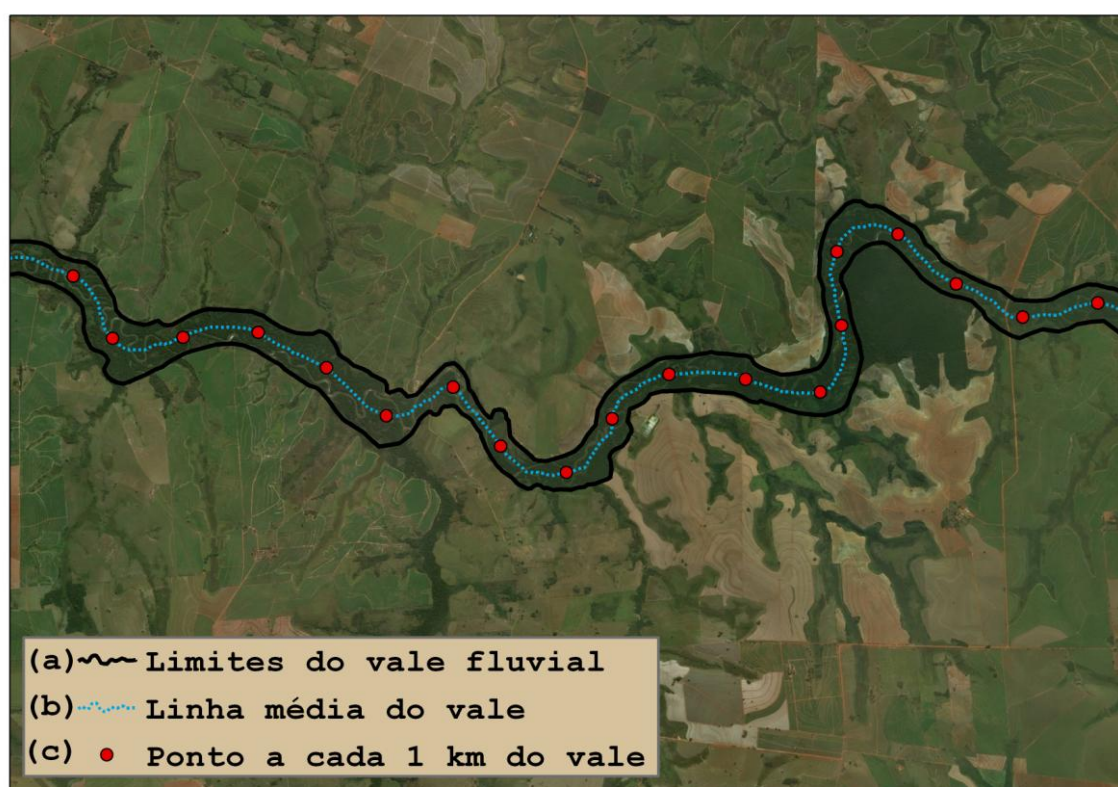 (a) Limites do vale fluvial
(b) Linha média do vale
(c) Ponto a cada 1 km do vale